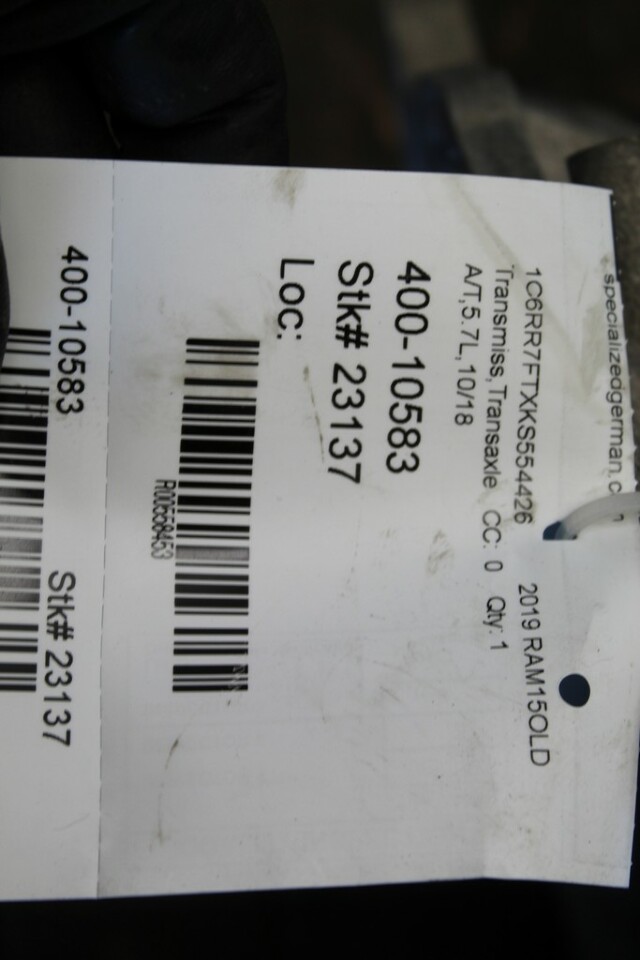 specializedgerman.c
1C6RR7FTXKS554426 2019 RAM15OLD
Transmiss,Transaxle CC: 0 Qty: 1
A/T,5.7L,10/18
400-10583
Stk# 23137
Loc:
R00558453
400-10583 Stk# 23137